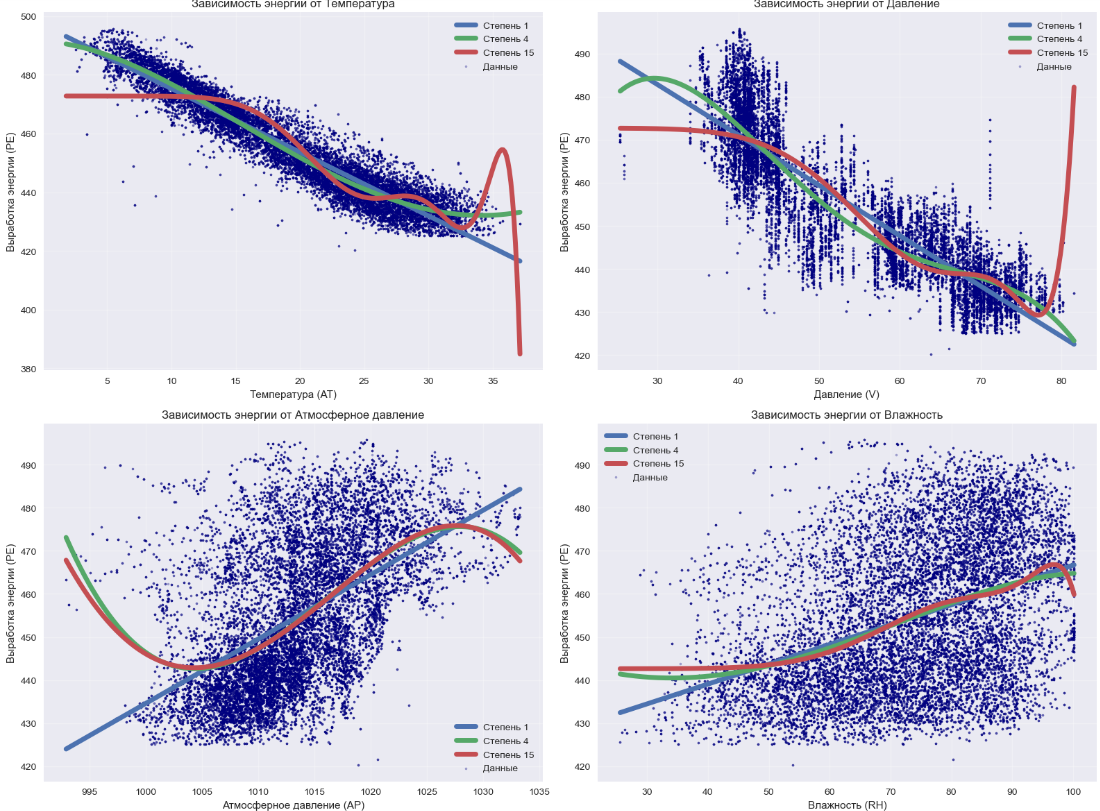 Зависимость энергии от Температура
Выработка энергии (PE)
500
480
460
440
420
400
380
5
10
15
20
25
30
35
Температура (AT)
Степень 1
Степень 4
Степень 15
Данные
Зависимость энергии от Давление
Выработка энергии (PE)
490
480
470
460
450
440
430
420
30
40
50
60
70
80
Давление (V)
Степень 1
Степень 4
Степень 15
Данные
Зависимость энергии от Атмосферное давление
Выработка энергии (PE)
490
480
470
460
450
440
430
420
995
1000
1005
1010
1015
1020
1025
1030
1035
Атмосферное давление (AP)
Степень 1
Степень 4
Степень 15
Данные
Зависимость энергии от Влажность
Выработка энергии (PE)
490
480
470
460
450
440
430
420
30
40
50
60
70
80
90
100
Влажность (RH)
Степень 1
Степень 4
Степень 15
Данные